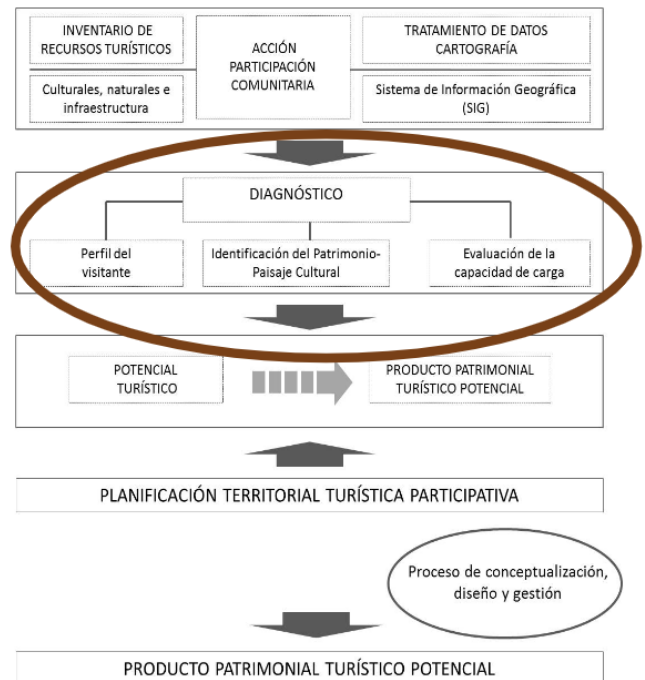 INVENTARIO DE
RECURSOS TURÍSTICOS
Culturales, naturales e
infraestructura
ACCIÓN
PARTICIPACIÓN
COMUNITARIA
TRATAMIENTO DE DATOS
CARTOGRAFÍA
Sistema de Información Geográfica
(SIG)
DIAGNÓSTICO
Perfil del
visitante
Identificación del Patrimonio-
Paisaje Cultural
Evaluación de la
capacidad de carga
POTENCIAL
TURÍSTICO
PRODUCTO PATRIMONIAL
TURÍSTICO POTENCIAL
PLANIFICACIÓN TERRITORIAL TURÍSTICA PARTICIPATIVA
Proceso de conceptualización,
diseño y gestión
PRODUCTO PATRIMONIAL TURÍSTICO POTENCIAL